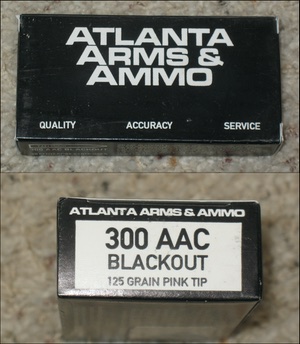 ATLANTA
ARMS &
AMMO
QUALITY ACCURACY SERVICE
ATLANTA ARMS & AMMO
300 AAC
BLACKOUT
125 GRAIN PINK TIP